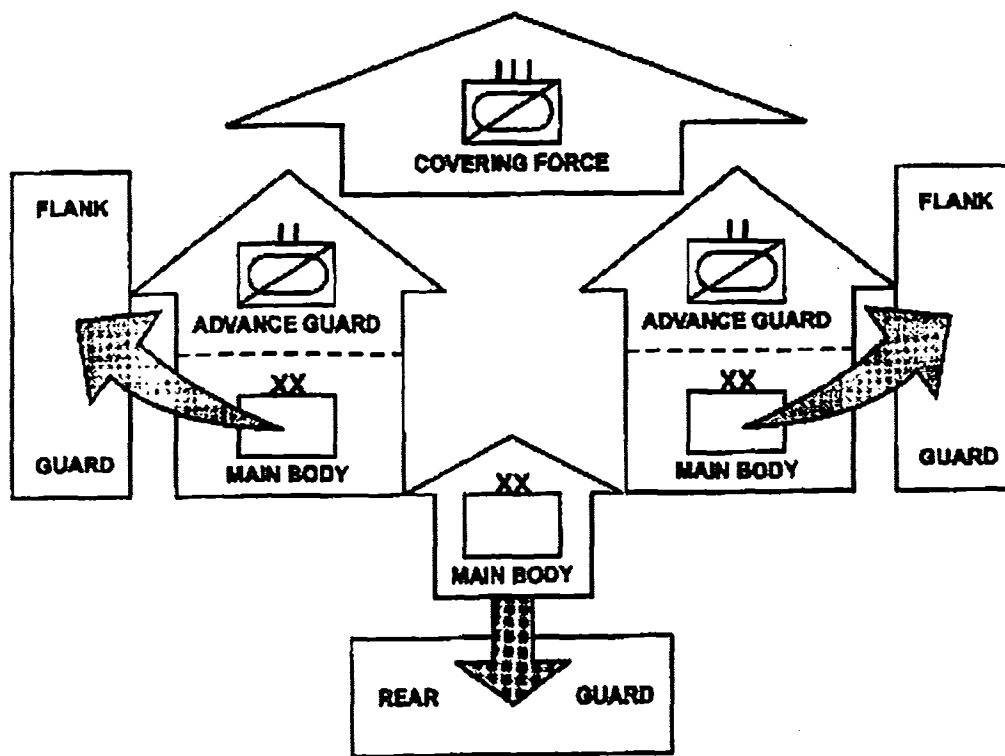 III
COVERING FORCE
FLANK
FLANK
II
II
ADVANCE GUARD
ADVANCE GUARD
XX
XX
MAIN BODY
MAIN BODY
GUARD
GUARD
XX
MAIN BODY
REAR GUARD